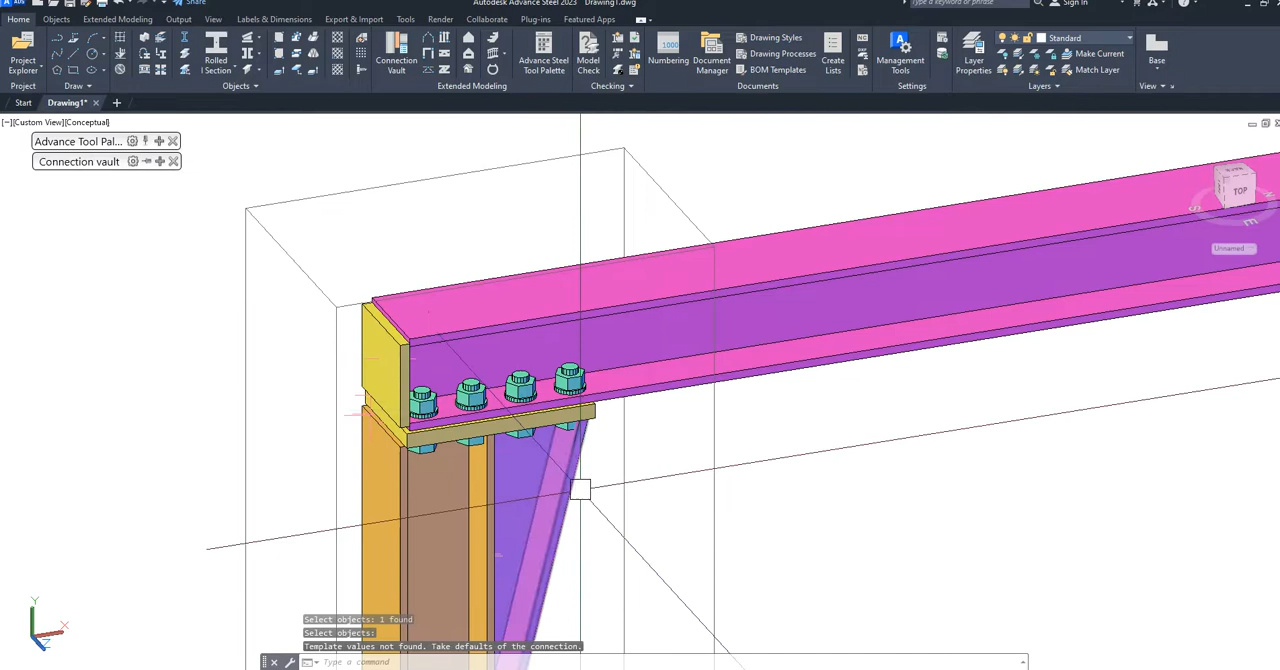 Share
Autodesk Advance Steel 2023 Drawing1.dwg
Type a keyword or phrase
Sign In
Home Objects Extended Modeling Output View Labels & Dimensions Export & Import Tools Render Collaborate Plug-ins Featured Apps
Project Explorer
Rolled I Section
Connection Vault
Advance Steel Tool Palette
Model Check
1000
Numbering
Document Manager
Drawing Styles
Drawing Processes
BOM Templates
Create Lists
Management Tools
Layer Properties
Standard
Make Current
Match Layer
Base
Project Draw Objects Extended Modeling Checking Documents Settings Layers View
Start Drawing1*
[−][Custom View][Conceptual]
Advance Tool Pal...
Connection vault
TOP
S
E
Unnamed
Y
X
Z
Select objects: 1 found
Select objects:
Template values not found. Take defaults of the connection.
Type a command